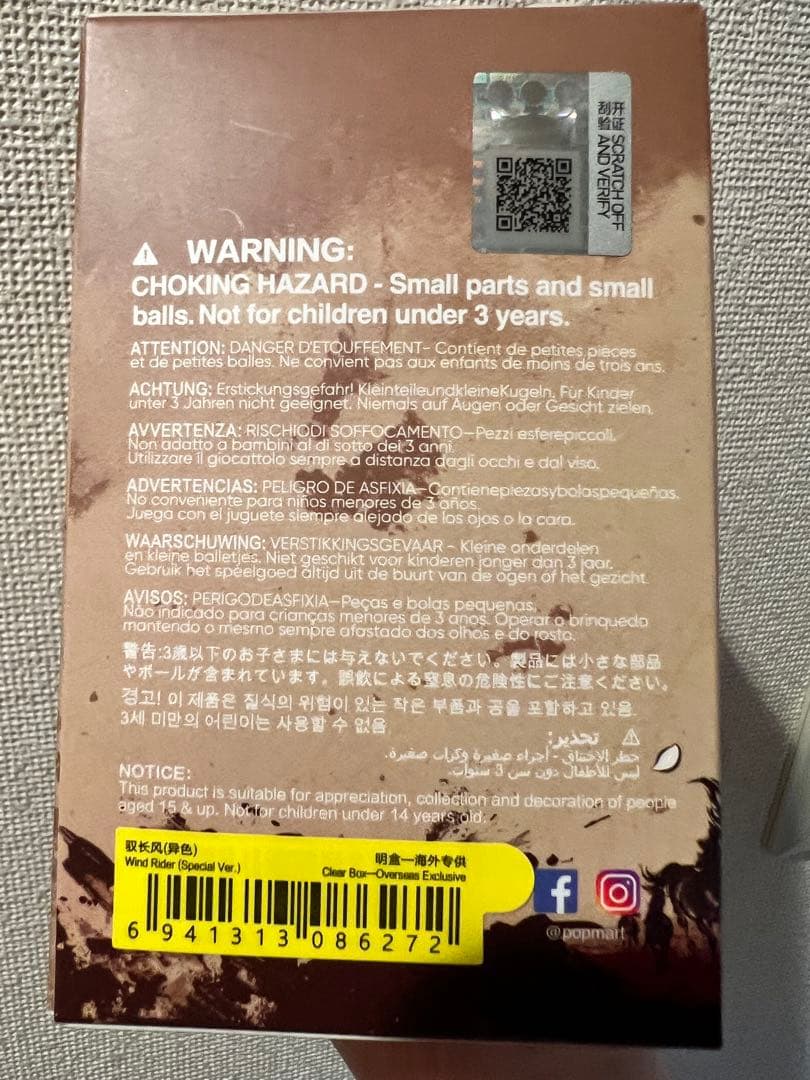 开证 SCRATCH OFF
刮验 AND VERIFY
⚠ WARNING:
CHOKING HAZARD - Small parts and small
balls. Not for children under 3 years.
ATTENTION: DANGER D'ETOUFFEMENT- Contient de petites pièces
et de petites balles. Ne convient pas aux enfants de moins de trois ans.
ACHTUNG: Erstickungsgefahr! KleinteileundkleineKugeln. Für Kinder
unter 3 Jahren nicht geeignet. Niemals auf Augen oder Gesicht zielen.
AVVERTENZA: RISCHIODI SOFFOCAMENTO—Pezzi esferepiccoli.
Non adatto a bambini al di sotto dei 3 anni.
Utilizzare il giocattolo sempre a distanza dagli occhi e dal viso.
ADVERTENCIAS: PELIGRO DE ASFIXIA—Contienepiezasybolaspequeñas.
No conveniente para niños menores de 3 años.
Juega con el juguete siempre alejado de los ojos o la cara.
WAARSCHUWING: VERSTIKKINGSGEVAAR - Kleine onderdelen
en kleine balletjes. Niet geschikt voor kinderen jonger dan 3 jaar.
Gebruik het speelgoed altijd uit de buurt van de ogen of het gezicht.
AVISOS: PERIGODEASFIXIA—Peças e bolas pequenas.
Não indicado para crianças menores de 3 anos. Operar o brinquedo
mantendo o mesmo sempre afastado dos olhos e do rosto.
警告:3歳以下のお子さまには与えないでください。製品には小さな部品
やボールが含まれています。誤飲による窒息の危険性にご注意ください。
경고! 이 제품은 질식의 위험이 있는 작은 부품과 공을 포함하고 있음.
3세 미만의 어린이는 사용할 수 없음
⚠ تحذير:
خطر الاختناق - أجزاء صغيرة وكرات صغيرة.
ليس للأطفال دون سن 3 سنوات.
NOTICE:
This product is suitable for appreciation, collection and decoration of people
aged 15 & up. Not for children under 14 years old.
驭长风(异色)
Wind Rider (Special Ver.)
明盒—海外专供
Clear Box—Overseas Exclusive
6 941313 086272
@popmart